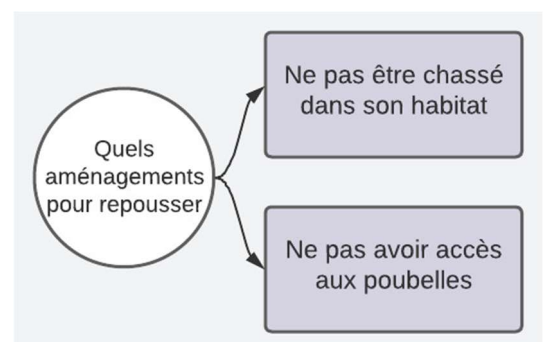 Quels
aménagements
pour repousser
Ne pas être chassé
dans son habitat
Ne pas avoir accès
aux poubelles